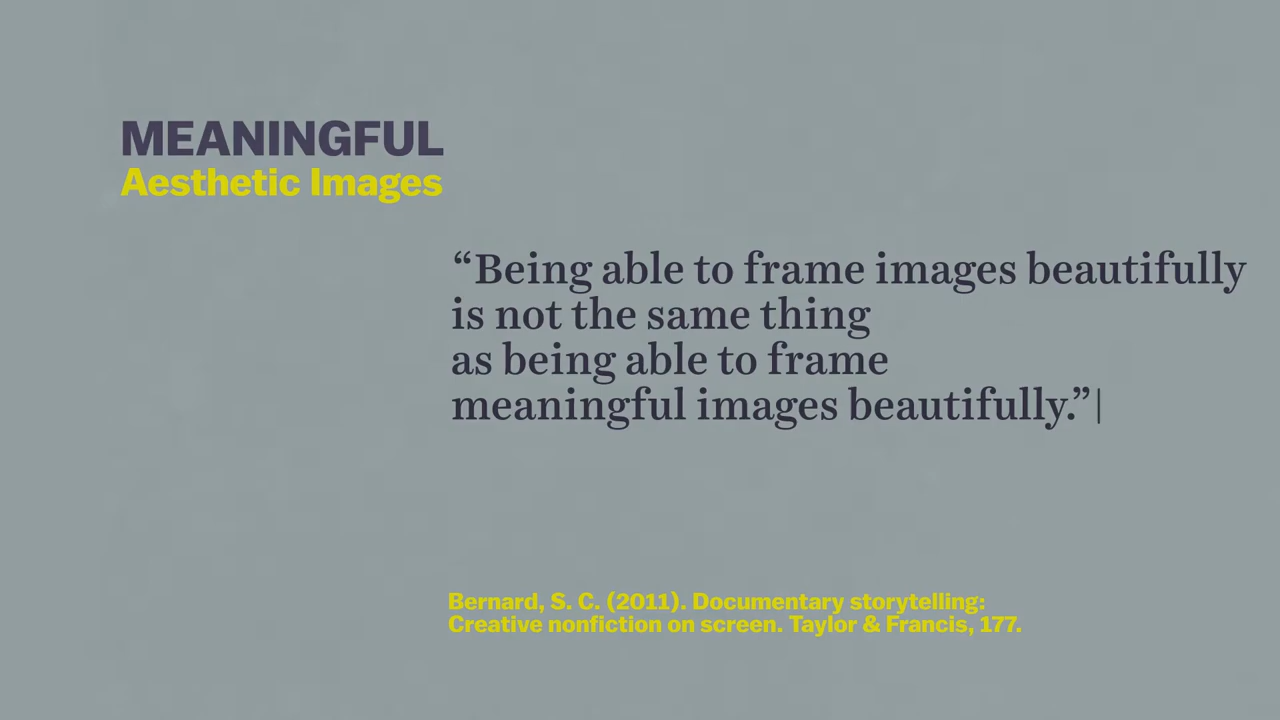 MEANINGFUL
Aesthetic Images
“Being able to frame images beautifully
is not the same thing
as being able to frame
meaningful images beautifully.”|
Bernard, S. C. (2011). Documentary storytelling:
Creative nonfiction on screen. Taylor & Francis, 177.